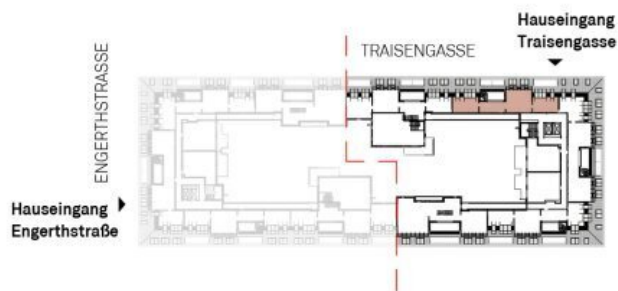 Hauseingang
Traisengasse
TRAISENGASSE
ENGERTHSTRASSE
Hauseingang
Engerthstraße